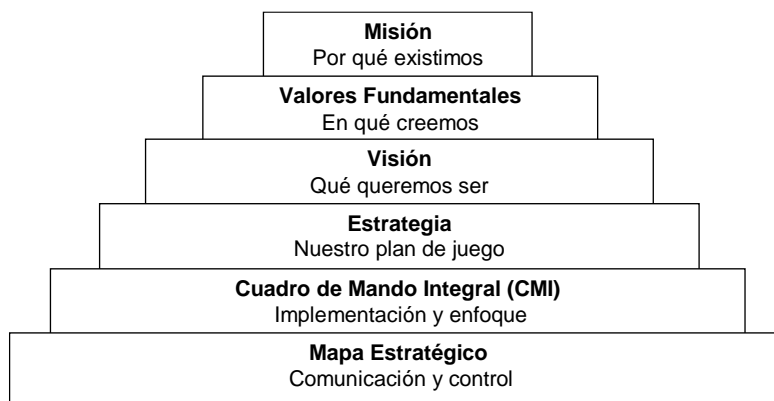 Misión
Por qué existimos
Valores Fundamentales
En qué creemos
Visión
Qué queremos ser
Estrategia
Nuestro plan de juego
Cuadro de Mando Integral (CMI)
Implementación y enfoque
Mapa Estratégico
Comunicación y control